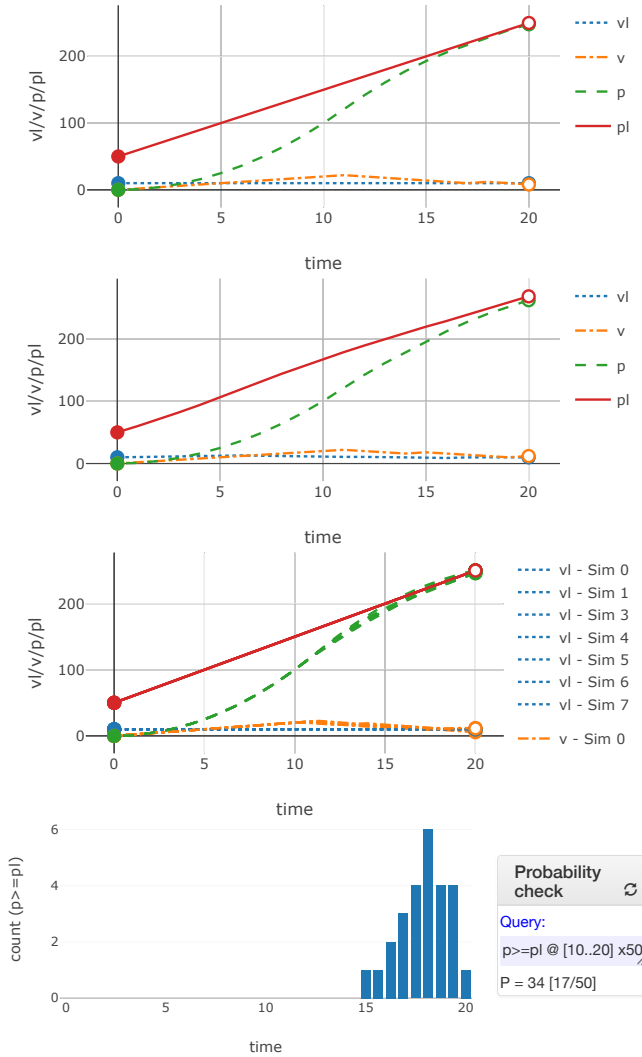 vl/v/p/pl
200
100
0
0
5
10
15
20
time
vl
v
p
pl
vl/v/p/pl
200
100
0
0
5
10
15
20
time
vl
v
p
pl
vl/v/p/pl
200
100
0
0
5
10
15
20
time
vl - Sim 0
vl - Sim 1
vl - Sim 3
vl - Sim 4
vl - Sim 5
vl - Sim 6
vl - Sim 7
v - Sim 0
count (p>=pl)
6
4
2
0
0
5
10
15
20
time
Probability
check
Query:
p>=pl @ [10..20] x50
P = 34 [17/50]